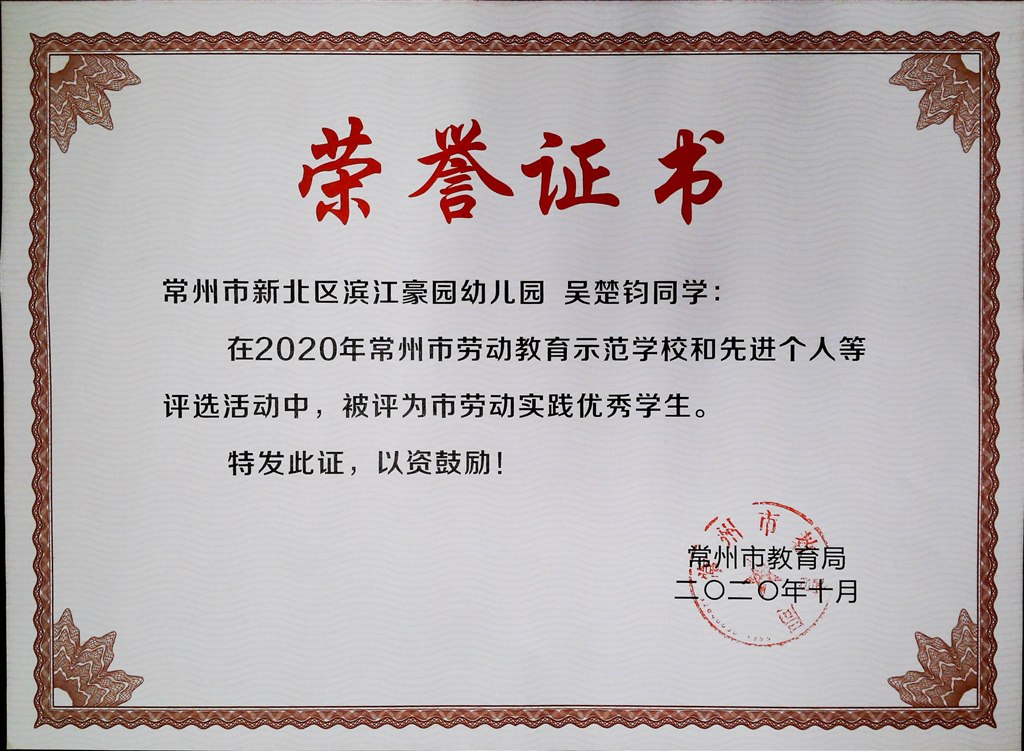 荣誉证书
常州市新北区滨江豪园幼儿园 吴楚钧同学：
在2020年常州市劳动教育示范学校和先进个人等
评选活动中，被评为市劳动实践优秀学生。
特发此证，以资鼓励！
常州市教育局
二〇二〇年十月